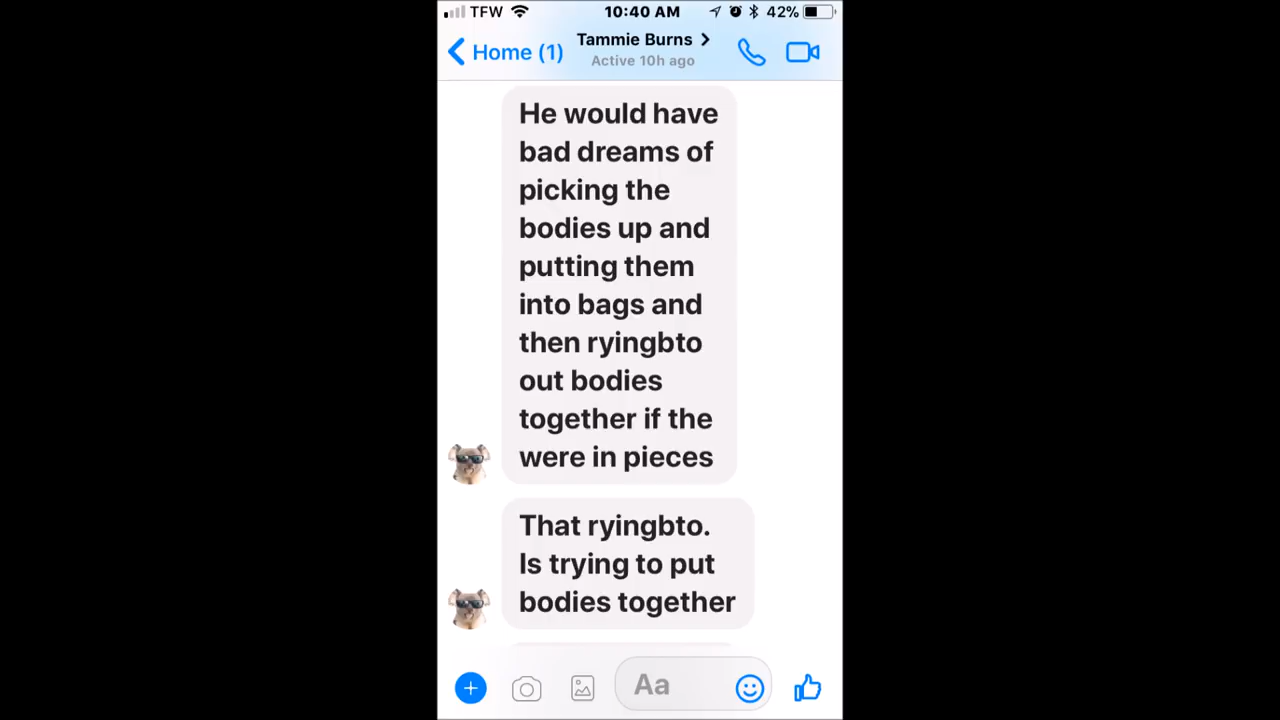 TFW 10:40 AM 42%
Home (1) Tammie Burns
Active 10h ago
He would have
bad dreams of
picking the
bodies up and
putting them
into bags and
then ryingbto
out bodies
together if the
were in pieces
That ryingbto.
Is trying to put
bodies together
Aa